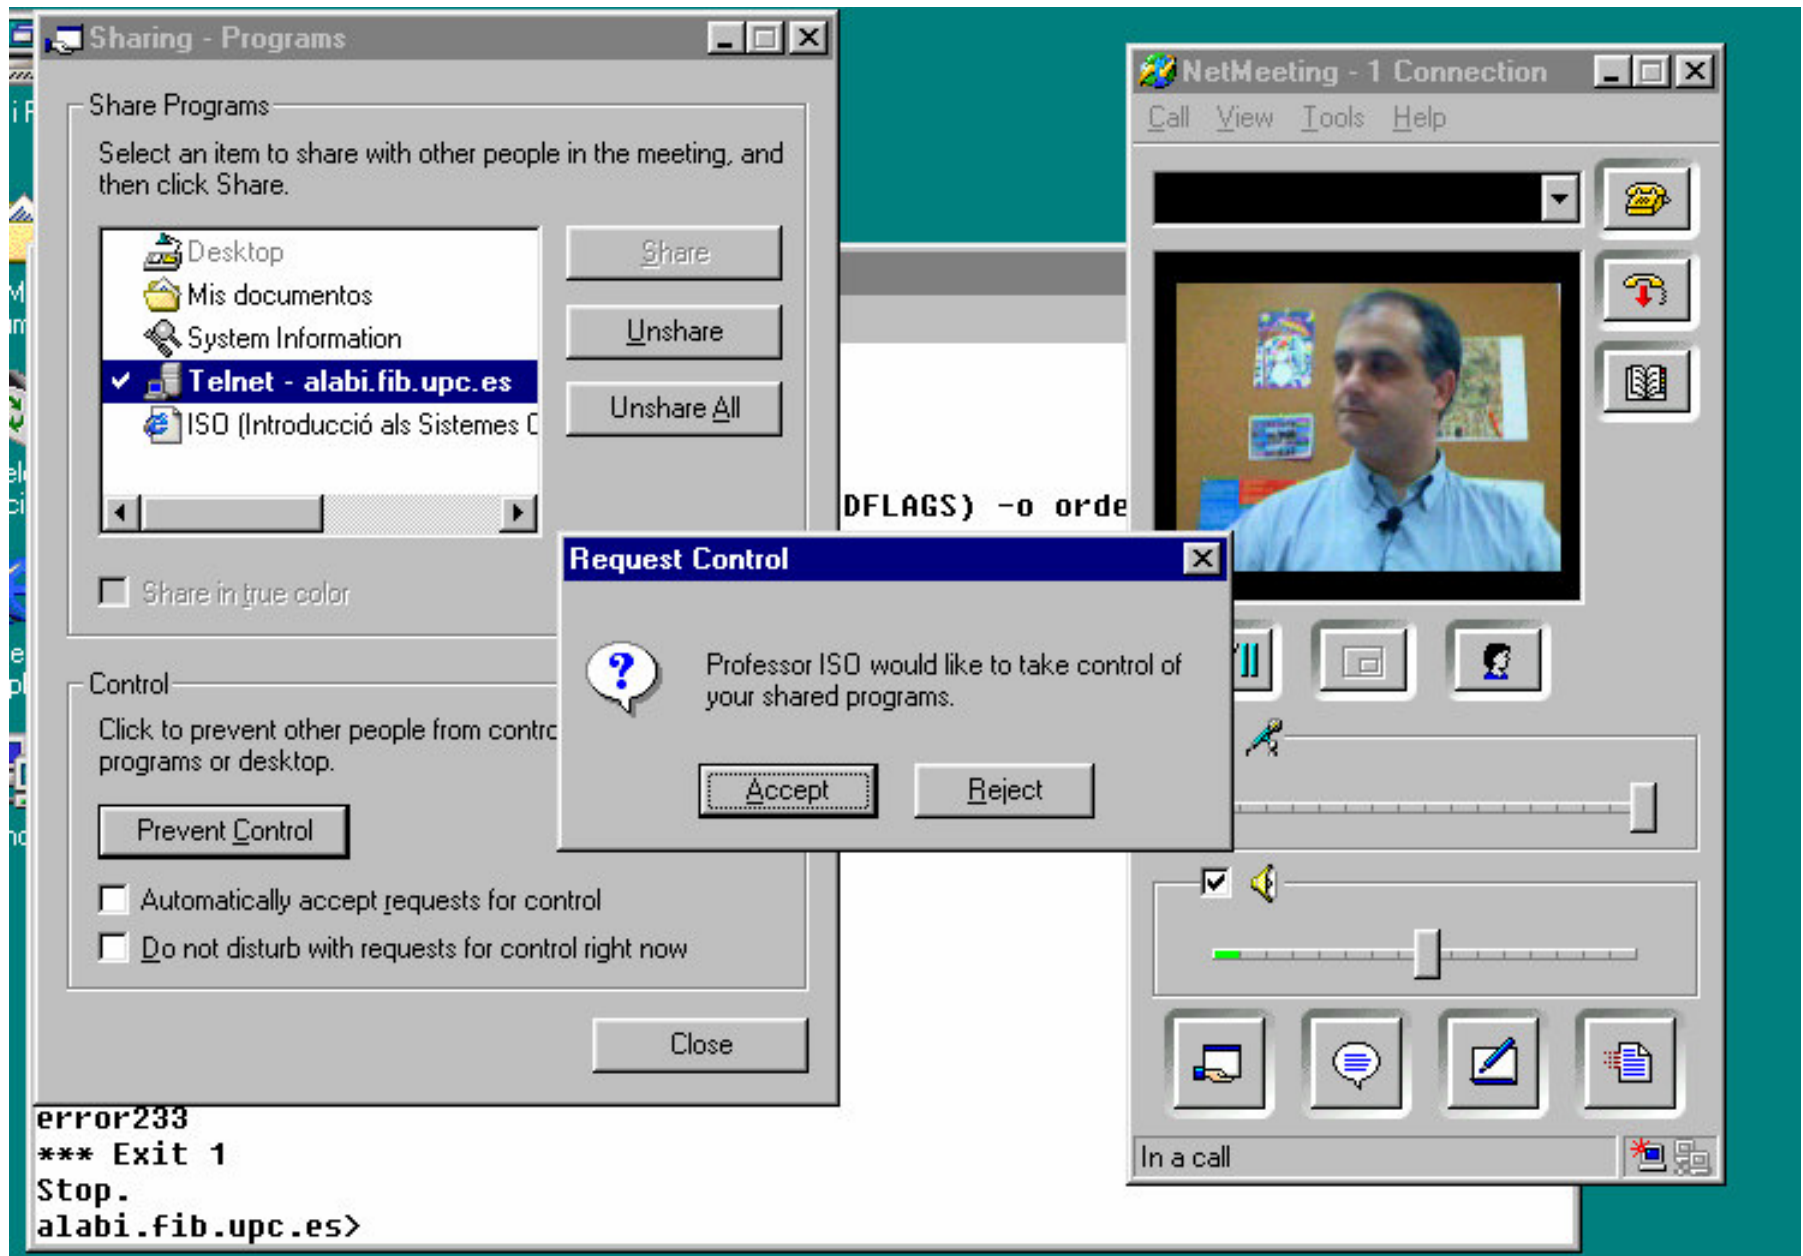 Sharing - Programs
Share Programs
Select an item to share with other people in the meeting, and
then click Share.
Desktop
Mis documentos
System Information
Telnet - alabi.fib.upc.es
ISO (Introducció als Sistemes
Share
Unshare
Unshare All
Share in true color
Control
Click to prevent other people from
programs or desktop.
Prevent Control
Automatically accept requests for control
Do not disturb with requests for control right now
Close
DFLAGS) -o orde
error233
*** Exit 1
Stop.
alabi.fib.upc.es>
Request Control
Professor ISO would like to take control of
your shared programs.
Accept
Reject
NetMeeting - 1 Connection
Call View Tools Help
In a call